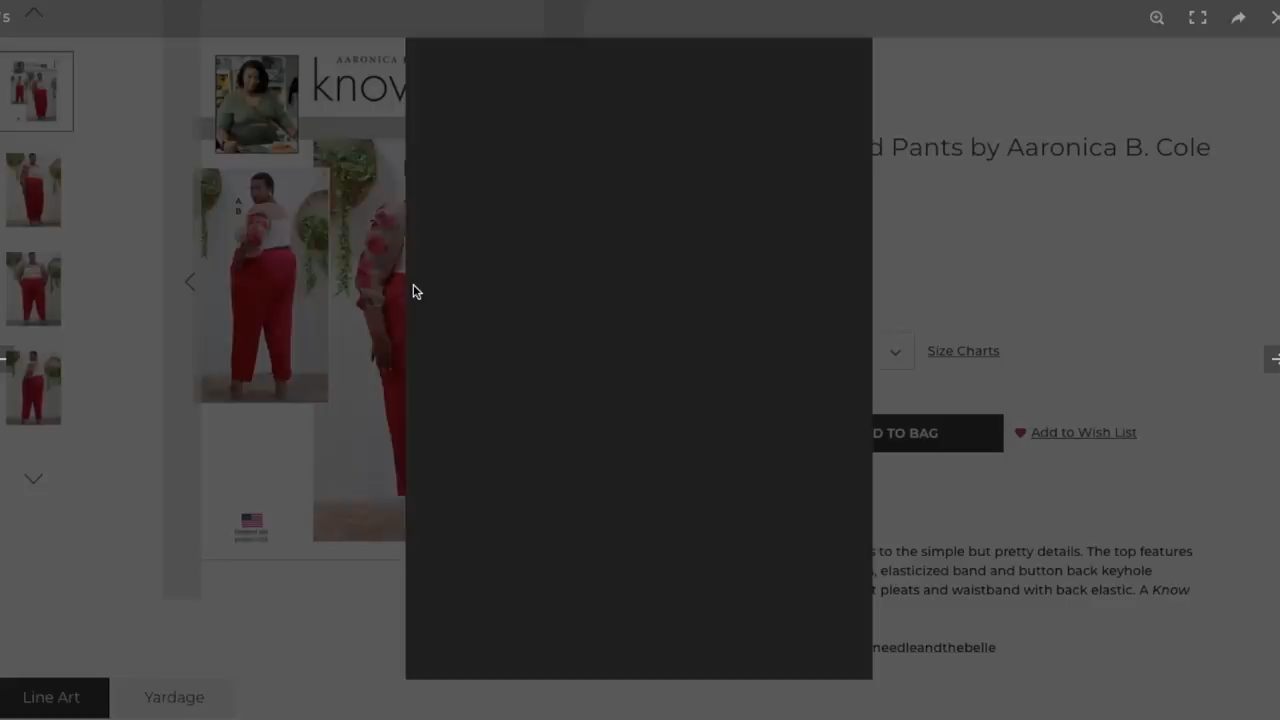 AARONICA
know
A
B
d Pants by Aaronica B. Cole
Size Charts
D TO BAG
Add to Wish List
s to the simple but pretty details. The top features
, elasticized band and button back keyhole
t pleats and waistband with back elastic. A Know
needleandthebelle
Line Art
Yardage